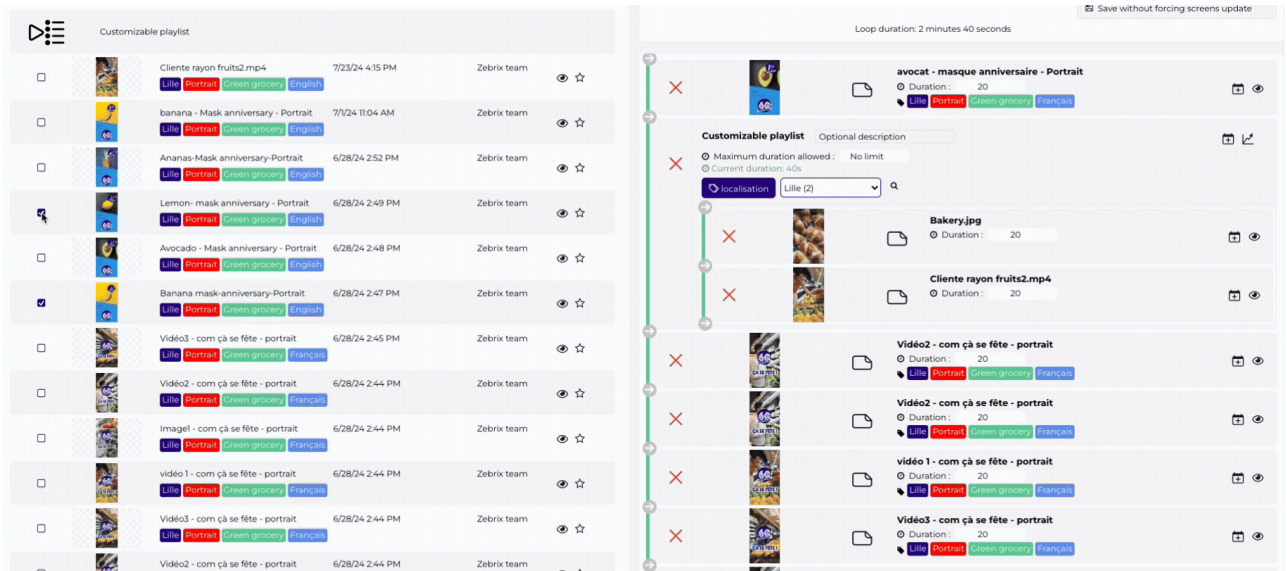 Customizable playlist
Cliente rayon fruits2.mp4 7/23/24 4:15 PM Zebrix team
Lille Portrait Green grocery English
banana - Mask anniversary - Portrait 7/1/24 11:04 AM Zebrix team
Lille Portrait Green grocery English
Ananas-Mask anniversary-Portrait 6/28/24 2:52 PM Zebrix team
Lille Portrait Green grocery English
Lemon- mask anniversary - Portrait 6/28/24 2:49 PM Zebrix team
Lille Portrait Green grocery English
Avocado - Mask anniversary - Portrait 6/28/24 2:48 PM Zebrix team
Lille Portrait Green grocery English
Banana mask-anniversary-Portrait 6/28/24 2:47 PM Zebrix team
Lille Portrait Green grocery English
Vidéo3 - com çà se fête - portrait 6/28/24 2:45 PM Zebrix team
Lille Portrait Green grocery Français
Vidéo2 - com çà se fête - portrait 6/28/24 2:44 PM Zebrix team
Lille Portrait Green grocery Français
Image1 - com çà se fête - portrait 6/28/24 2:44 PM Zebrix team
Lille Portrait Green grocery Français
vidéo 1 - com çà se fête - portrait 6/28/24 2:44 PM Zebrix team
Lille Portrait Green grocery Français
Vidéo3 - com çà se fête - portrait 6/28/24 2:44 PM Zebrix team
Lille Portrait Green grocery Français
Vidéo2 - com çà se fête - portrait 6/28/24 2:44 PM Zebrix team
Save without forcing screens update
Loop duration: 2 minutes 40 seconds
avocat - masque anniversaire - Portrait
Duration : 20
Lille Portrait Green grocery Français
Customizable playlist Optional description
Maximum duration allowed : No limit
Current duration: 40s
localisation Lille (2)
Bakery.jpg
Duration : 20
Cliente rayon fruits2.mp4
Duration : 20
Vidéo2 - com çà se fête - portrait
Duration : 20
Lille Portrait Green grocery Français
Vidéo2 - com çà se fête - portrait
Duration : 20
Lille Portrait Green grocery Français
vidéo 1 - com çà se fête - portrait
Duration : 20
Lille Portrait Green grocery Français
Vidéo3 - com çà se fête - portrait
Duration : 20
Lille Portrait Green grocery Français